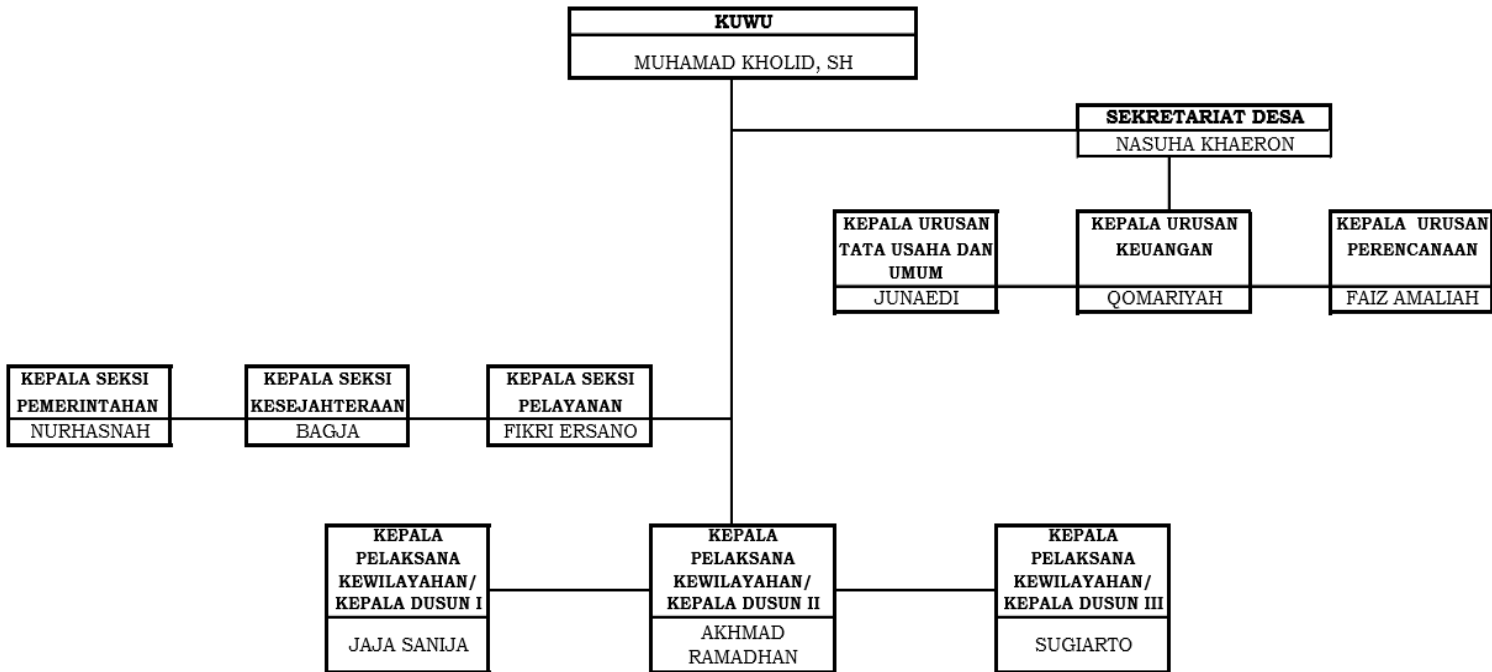 KUWU
MUHAMAD KHOLID, SH
SEKRETARIAT DESA
NASUHA KHAERON
KEPALA URUSAN
TATA USAHA DAN
UMUM
JUNAEDI
KEPALA URUSAN
KEUANGAN
QOMARIYAH
KEPALA URUSAN
PERENCANAAN
FAIZ AMALIAH
KEPALA SEKSI
PEMERINTAHAN
NURHASNAH
KEPALA SEKSI
KESEJAHTERAAN
BAGJA
KEPALA SEKSI
PELAYANAN
FIKRI ERSANO
KEPALA
PELAKSANA
KEWILAYAHAN/
KEPALA DUSUN I
JAJA SANIJA
KEPALA
PELAKSANA
KEWILAYAHAN/
KEPALA DUSUN II
AKHMAD
RAMADHAN
KEPALA
PELAKSANA
KEWILAYAHAN/
KEPALA DUSUN III
SUGIARTO